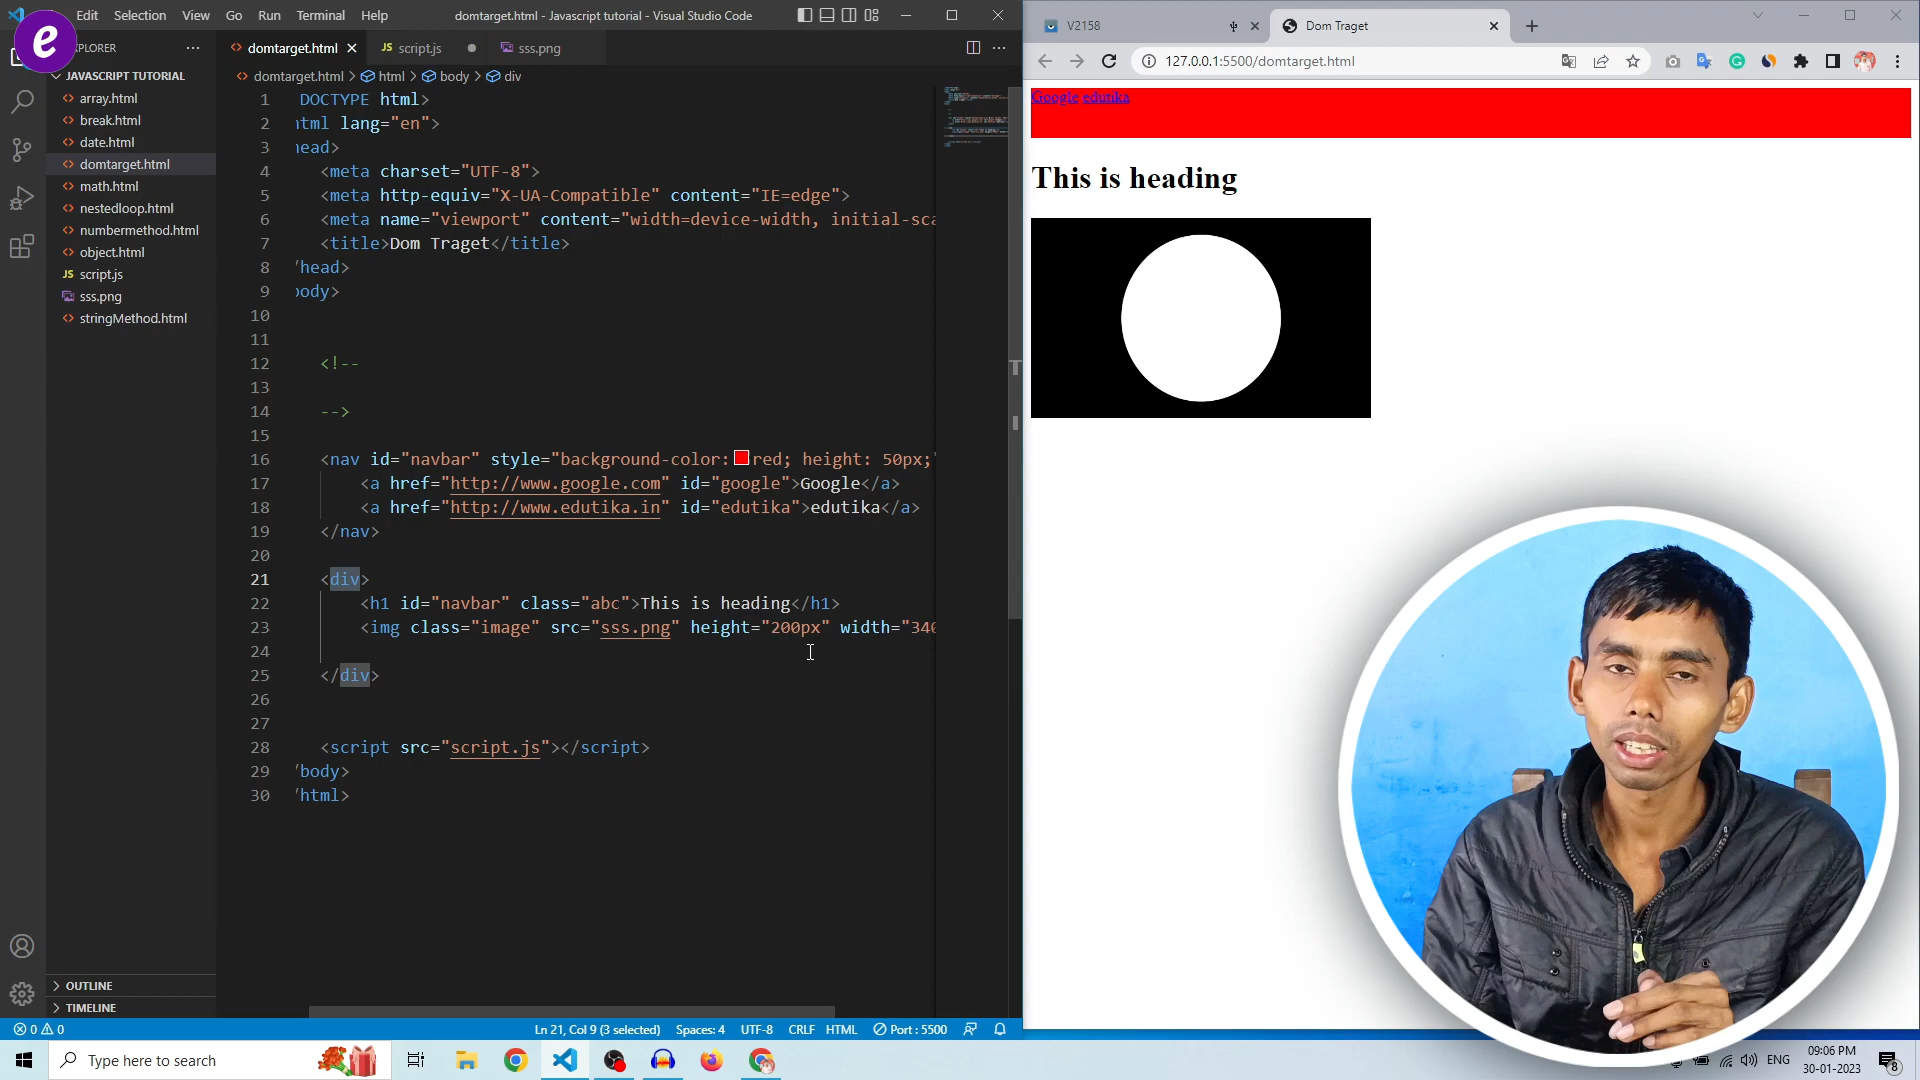 e
Edit Selection View Go Run Terminal Help
domtarget.html - Javascript tutorial - Visual Studio Code
EXPLORER
domtarget.html
script.js
sss.png
JAVASCRIPT TUTORIAL
array.html
break.html
date.html
domtarget.html
math.html
nestedloop.html
numbermethod.html
object.html
script.js
sss.png
stringMethod.html
OUTLINE
TIMELINE
domtarget.html > html > body > div
1 DOCTYPE html>
2 html lang="en">
3 head>
4 <meta charset="UTF-8">
5 <meta http-equiv="X-UA-Compatible" content="IE=edge">
6 <meta name="viewport" content="width=device-width, initial-sca
7 <title>Dom Traget</title>
8 /head>
9 body>
10
11
12 <!--
13
14 -->
15
16 <nav id="navbar" style="background-color: red; height: 50px;"
17 <a href="http://www.google.com" id="google">Google</a>
18 <a href="http://www.edutika.in" id="edutika">edutika</a>
19 </nav>
20
21 <div>
22 <h1 id="navbar" class="abc">This is heading</h1>
23 <img class="image" src="sss.png" height="200px" width="340
24
25 </div>
26
27
28 <script src="script.js"></script>
29 /body>
30 /html>
0 0
Ln 21, Col 9 (3 selected) Spaces: 4 UTF-8 CRLF HTML Port : 5500
V2158
Dom Traget
127.0.0.1:5500/domtarget.html
Google edutika
This is heading
Type here to search
ENG
09:06 PM
30-01-2023
8